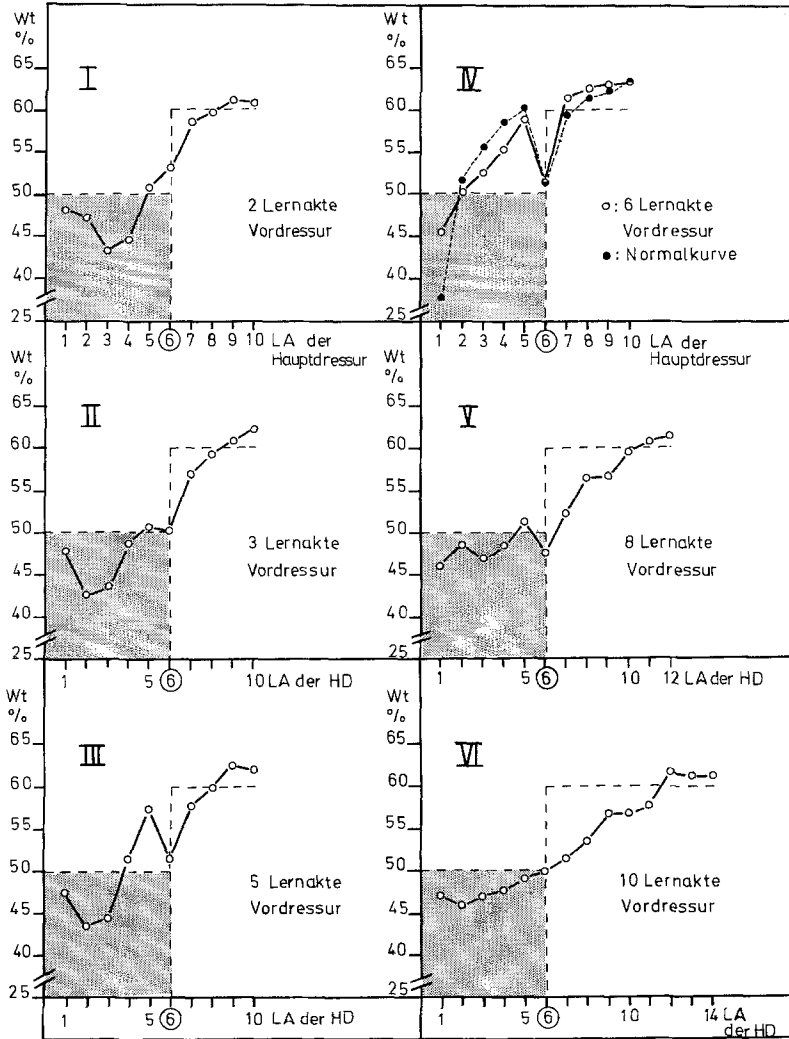 Wt
%
65
60
55
50
45
40
25
I
2 Lernakte
Vordressur
1 2 3 4 5 ⑥ 7 8 9 10 LA der
Hauptdressur
Wt
%
65
60
55
50
45
40
25
IV
○: 6 Lernakte
Vordressur
●: Normalkurve
1 2 3 4 5 ⑥ 7 8 9 10 LA der
Hauptdressur
Wt
%
65
60
55
50
45
40
25
II
3 Lernakte
Vordressur
1 5 ⑥ 10 LA der HD
Wt
%
65
60
55
50
45
40
25
V
8 Lernakte
Vordressur
1 5 ⑥ 10 12 LA der HD
Wt
%
65
60
55
50
45
40
25
III
5 Lernakte
Vordressur
1 5 ⑥ 10 LA der HD
Wt
%
65
60
55
50
45
40
25
VI
10 Lernakte
Vordressur
1 5 ⑥ 10 14 LA
der HD